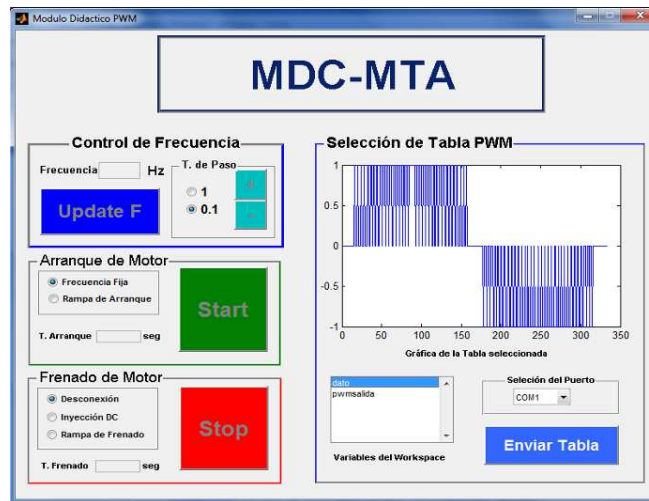 Modulo Didactico PWM
MDC-MTA
Control de Frecuencia
Frecuencia Hz
T. de Paso
1
0.1
+
-
Update F
Arranque de Motor
Frecuencia Fija
Rampa de Arranque
T. Arranque seg
Start
Frenado de Motor
Desconexión
Inyección DC
Rampa de Frenado
T. Frenado seg
Stop
Selección de Tabla PWM
1
0.5
0
-0.5
-1
0 50 100 150 200 250 300 350
Gráfica de la Tabla seleccionada
dato
pwmsalida
Variables del Workspace
Seleción del Puerto
COM1
Enviar Tabla